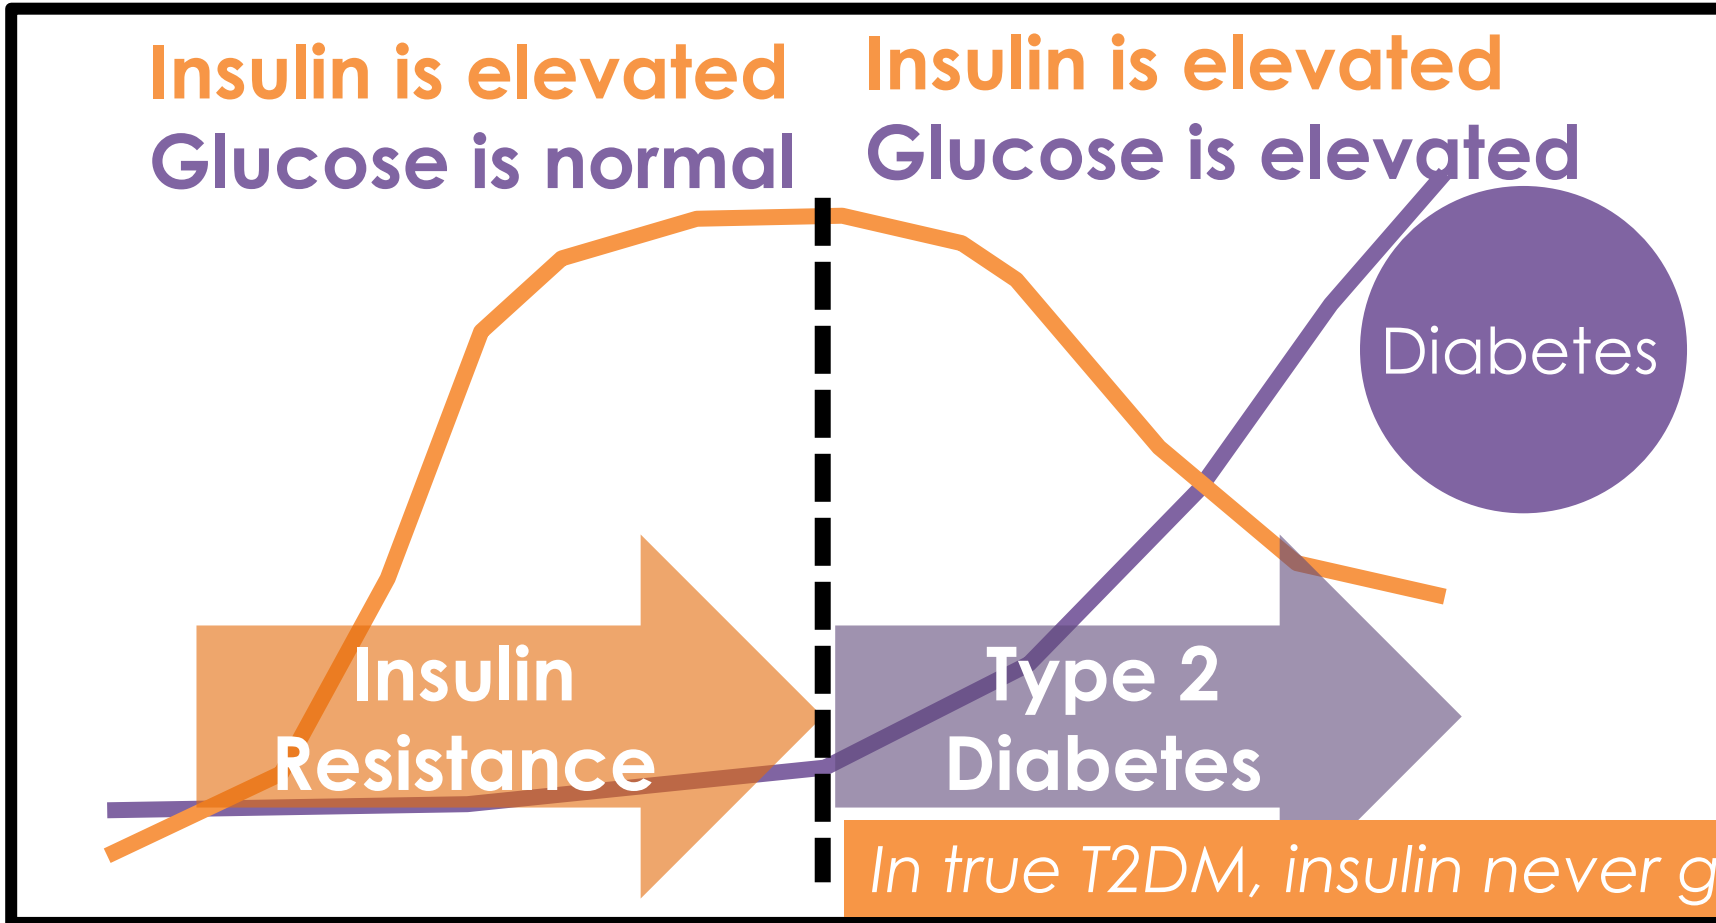 Insulin is elevated
Glucose is normal
Insulin is elevated
Glucose is elevated
Diabetes
Insulin
Resistance
Type 2
Diabetes
In true T2DM, insulin never